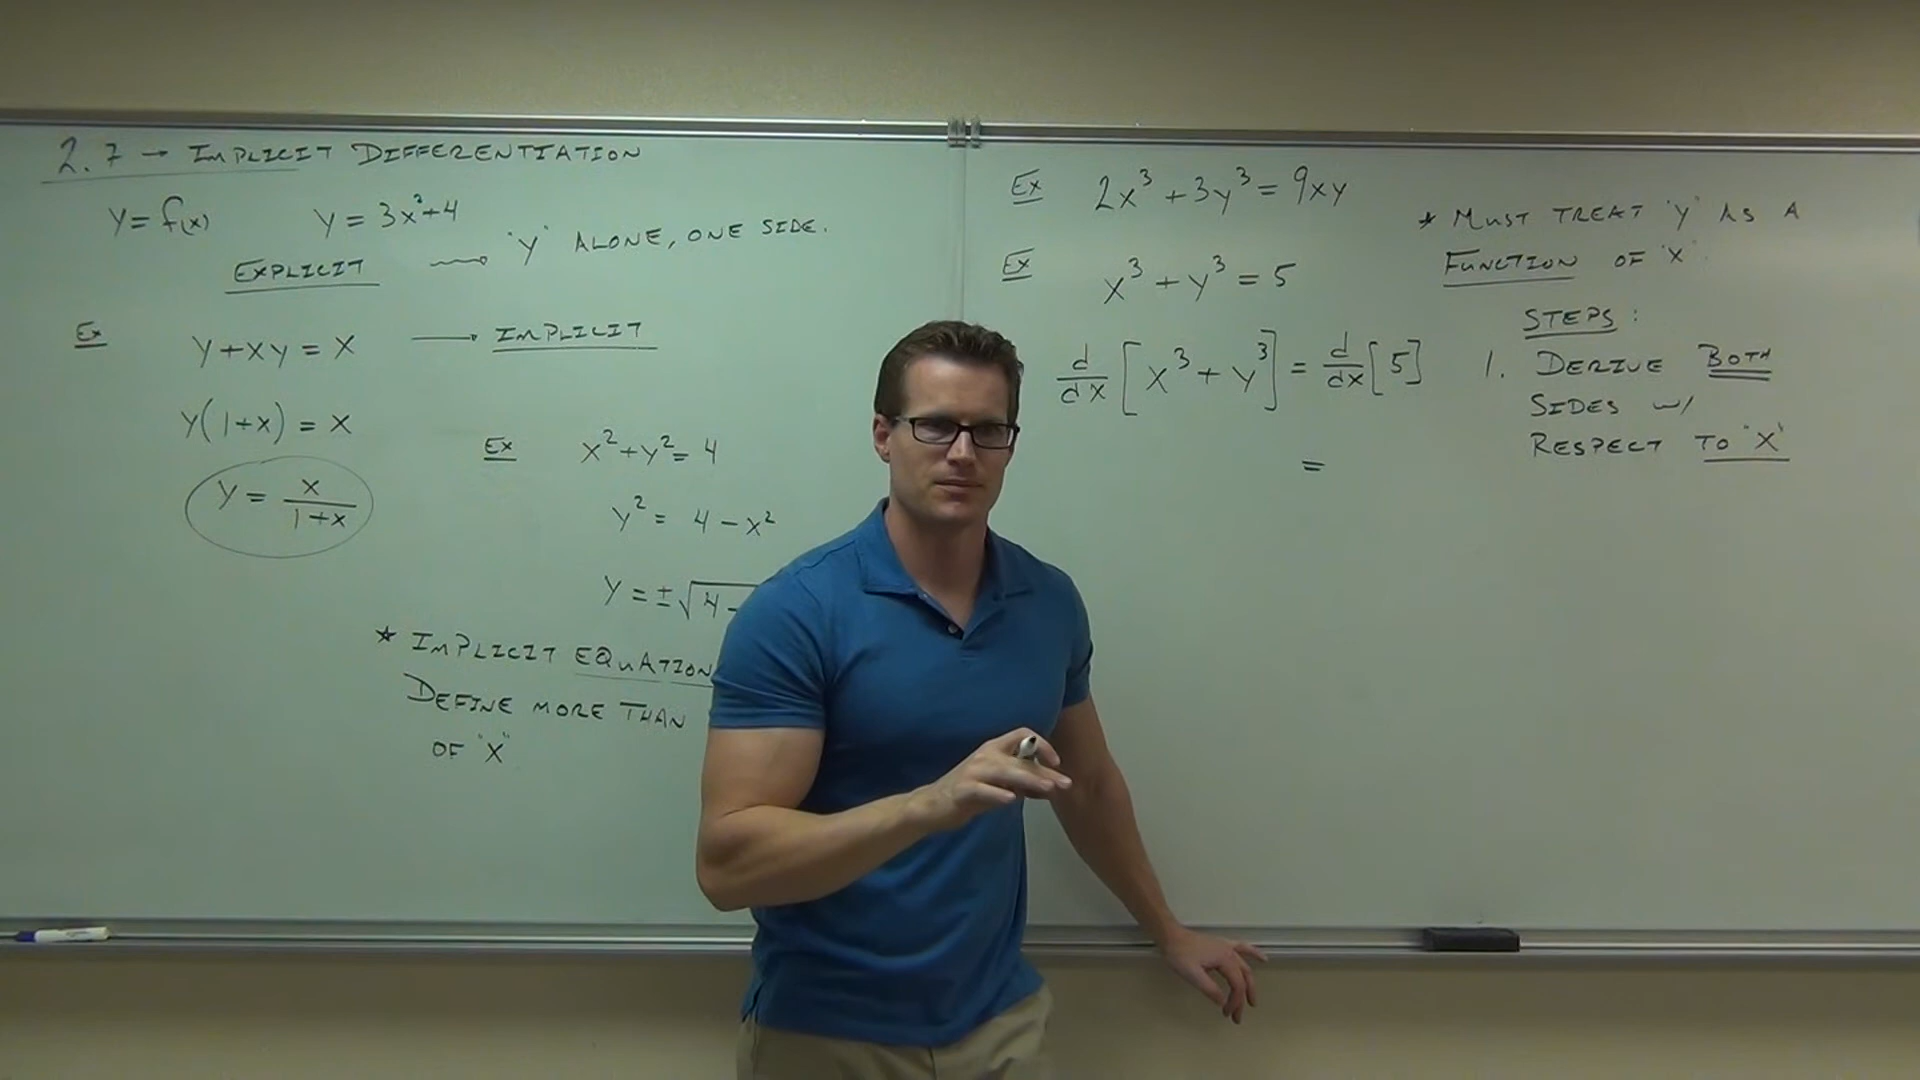 2.7 → IMPLICIT DIFFERENTIATION
y = f(x) y = 3x²+4
EXPLICIT → "y" ALONE, ONE SIDE.
Ex y+xy = x → IMPLICIT
y(1+x) = x
y = x/(1+x)
Ex x²+y² = 4
y² = 4 - x²
y = ±√4 -
* IMPLICIT EQUATION
DEFINE MORE THAN
OF "X"
Ex 2x³ + 3y³ = 9xy
Ex x³ + y³ = 5
d/dx [x³ + y³] = d/dx [5]
=
* MUST TREAT "y" AS A
FUNCTION OF "X".
STEPS:
1. DERIVE BOTH
SIDES w/
RESPECT TO "X"